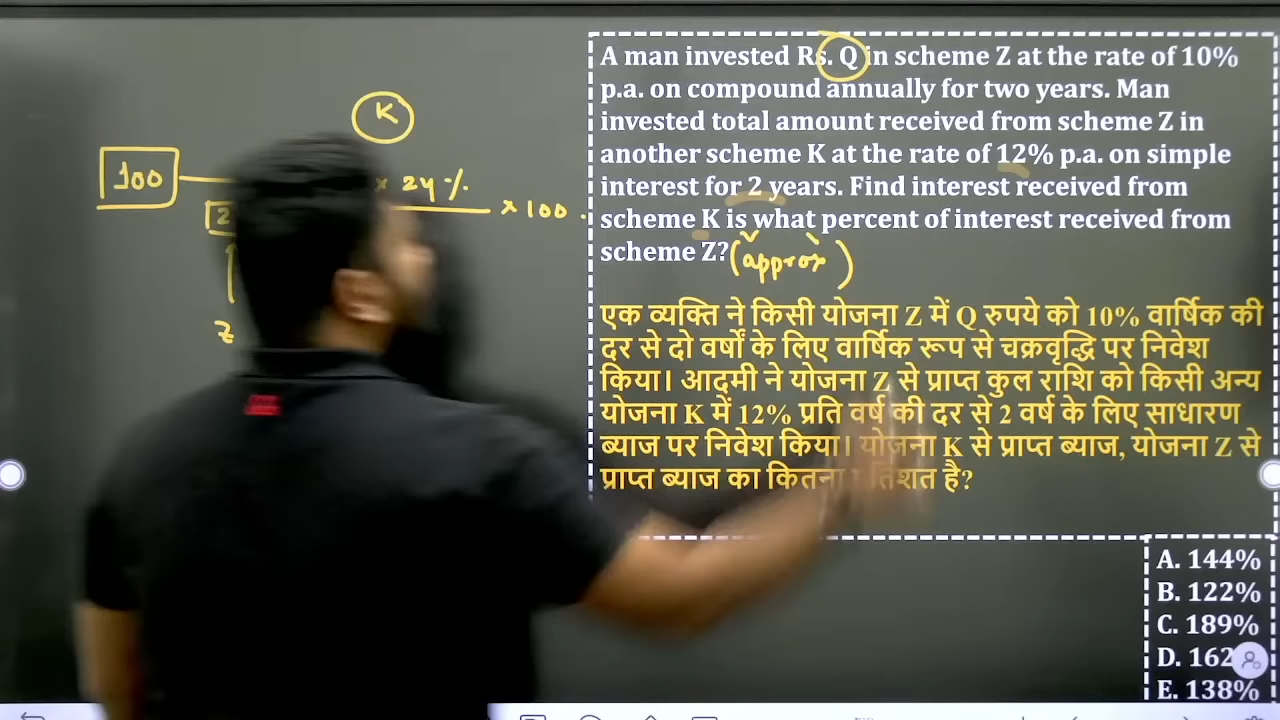 K
100
× 24 %
× 100
2
Z
A man invested Rs. Q in scheme Z at the rate of 10%
p.a. on compound annually for two years. Man
invested total amount received from scheme Z in
another scheme K at the rate of 12% p.a. on simple
interest for 2 years. Find interest received from
scheme K is what percent of interest received from
scheme Z? (approx)
एक व्यक्ति ने किसी योजना Z में Q रुपये को 10% वार्षिक की
दर से दो वर्षों के लिए वार्षिक रूप से चक्रवृद्धि पर निवेश
किया। आदमी ने योजना Z से प्राप्त कुल राशि को किसी अन्य
योजना K में 12% प्रति वर्ष की दर से 2 वर्ष के लिए साधारण
ब्याज पर निवेश किया। योजना K से प्राप्त ब्याज, योजना Z से
प्राप्त ब्याज का कितना है?
A. 144%
B. 122%
C. 189%
D. 162
E. 138%